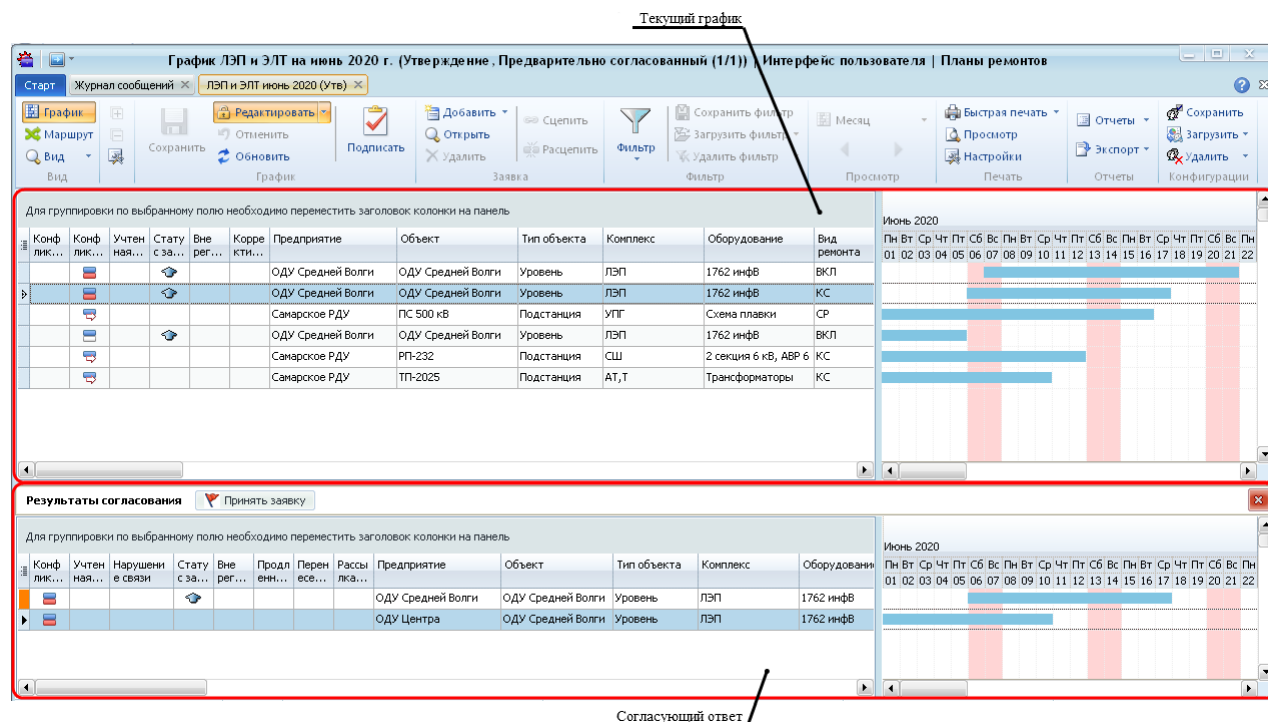 Текущий график
График ЛЭП и ЭЛТ на июнь 2020 г. (Утверждение , Предварительно согласованный (1/1)) | Интерфейс пользователя | Планы ремонтов
Старт Журнал сообщений ЛЭП и ЭЛТ июнь 2020 (Утв)
График Редактировать Добавить Сцепить Сохранить фильтр Месяц Быстрая печать Отчеты Сохранить
Маршрут Отменить Открыть Загрузить фильтр Просмотр Загрузить
Сохранить Подписать Расцепить Фильтр Экспорт
Вид Обновить Удалить Удалить фильтр Настройки Удалить
Вид График Заявка Фильтр Просмотр Печать Отчеты Конфигурации
Для группировки по выбранному полю необходимо переместить заголовок колонки на панель
Июнь 2020
Конф Конф Учтен Стату Вне Корре Предприятие Объект Тип объекта Комплекс Оборудование Вид Пн Вт Ср Чт Пт Сб Вс Пн Вт Ср Чт Пт Сб Вс Пн Вт Ср Чт Пт Сб Вс Пн
лик... лик... ная... с за... рег... кти... ремонта 01 02 03 04 05 06 07 08 09 10 11 12 13 14 15 16 17 18 19 20 21 22
ОДУ Средней Волги ОДУ Средней Волги Уровень ЛЭП 1762 инфВ ВКЛ
ОДУ Средней Волги ОДУ Средней Волги Уровень ЛЭП 1762 инфВ КС
Самарское РДУ ПС 500 кВ Подстанция УПГ Схема плавки СР
ОДУ Средней Волги ОДУ Средней Волги Уровень ЛЭП 1762 инфВ ВКЛ
Самарское РДУ РП-232 Подстанция СШ 2 секция 6 кВ, АВР 6 КС
Самарское РДУ ТП-2025 Подстанция АТ,Т Трансформаторы КС
Результаты согласования Принять заявку
Для группировки по выбранному полю необходимо переместить заголовок колонки на панель
Июнь 2020
Конф Учтен Нарушени Стату Вне Продл Перен Рассы Предприятие Объект Тип объекта Комплекс Оборудовани Пн Вт Ср Чт Пт Сб Вс Пн Вт Ср Чт Пт Сб Вс Пн Вт Ср Чт Пт Сб Вс Пн
лик... ная... е связи с за... рег... енн... есе... лка... 01 02 03 04 05 06 07 08 09 10 11 12 13 14 15 16 17 18 19 20 21 22
ОДУ Средней Волги ОДУ Средней Волги Уровень ЛЭП 1762 инфВ
ОДУ Центра ОДУ Средней Волги Уровень ЛЭП 1762 инфВ
Согласующий ответ